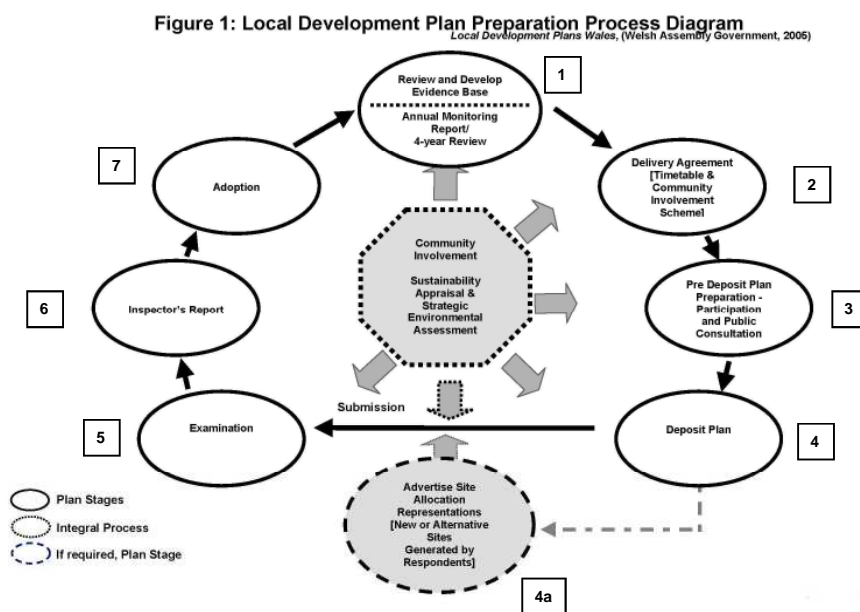 Figure 1: Local Development Plan Preparation Process Diagram
Local Development Plans Wales, (Welsh Assembly Government, 2005)
1
Review and Develop
Evidence Base
Annual Monitoring
Report/
4-year Review
7
Adoption
Delivery Agreement
[Timetable &
Community
Involvement
Scheme]
2
Community
Involvement
Sustainability
Appraisal &
Strategic
Environmental
Assessment
6
Inspector's Report
Pre Deposit Plan
Preparation -
Participation
and Public
Consultation
3
Submission
5
Examination
Deposit Plan
4
Advertise Site
Allocation
Representations
[New or Alternative
Sites
Generated by
Respondents]
4a
Plan Stages
Integral Process
If required, Plan Stage